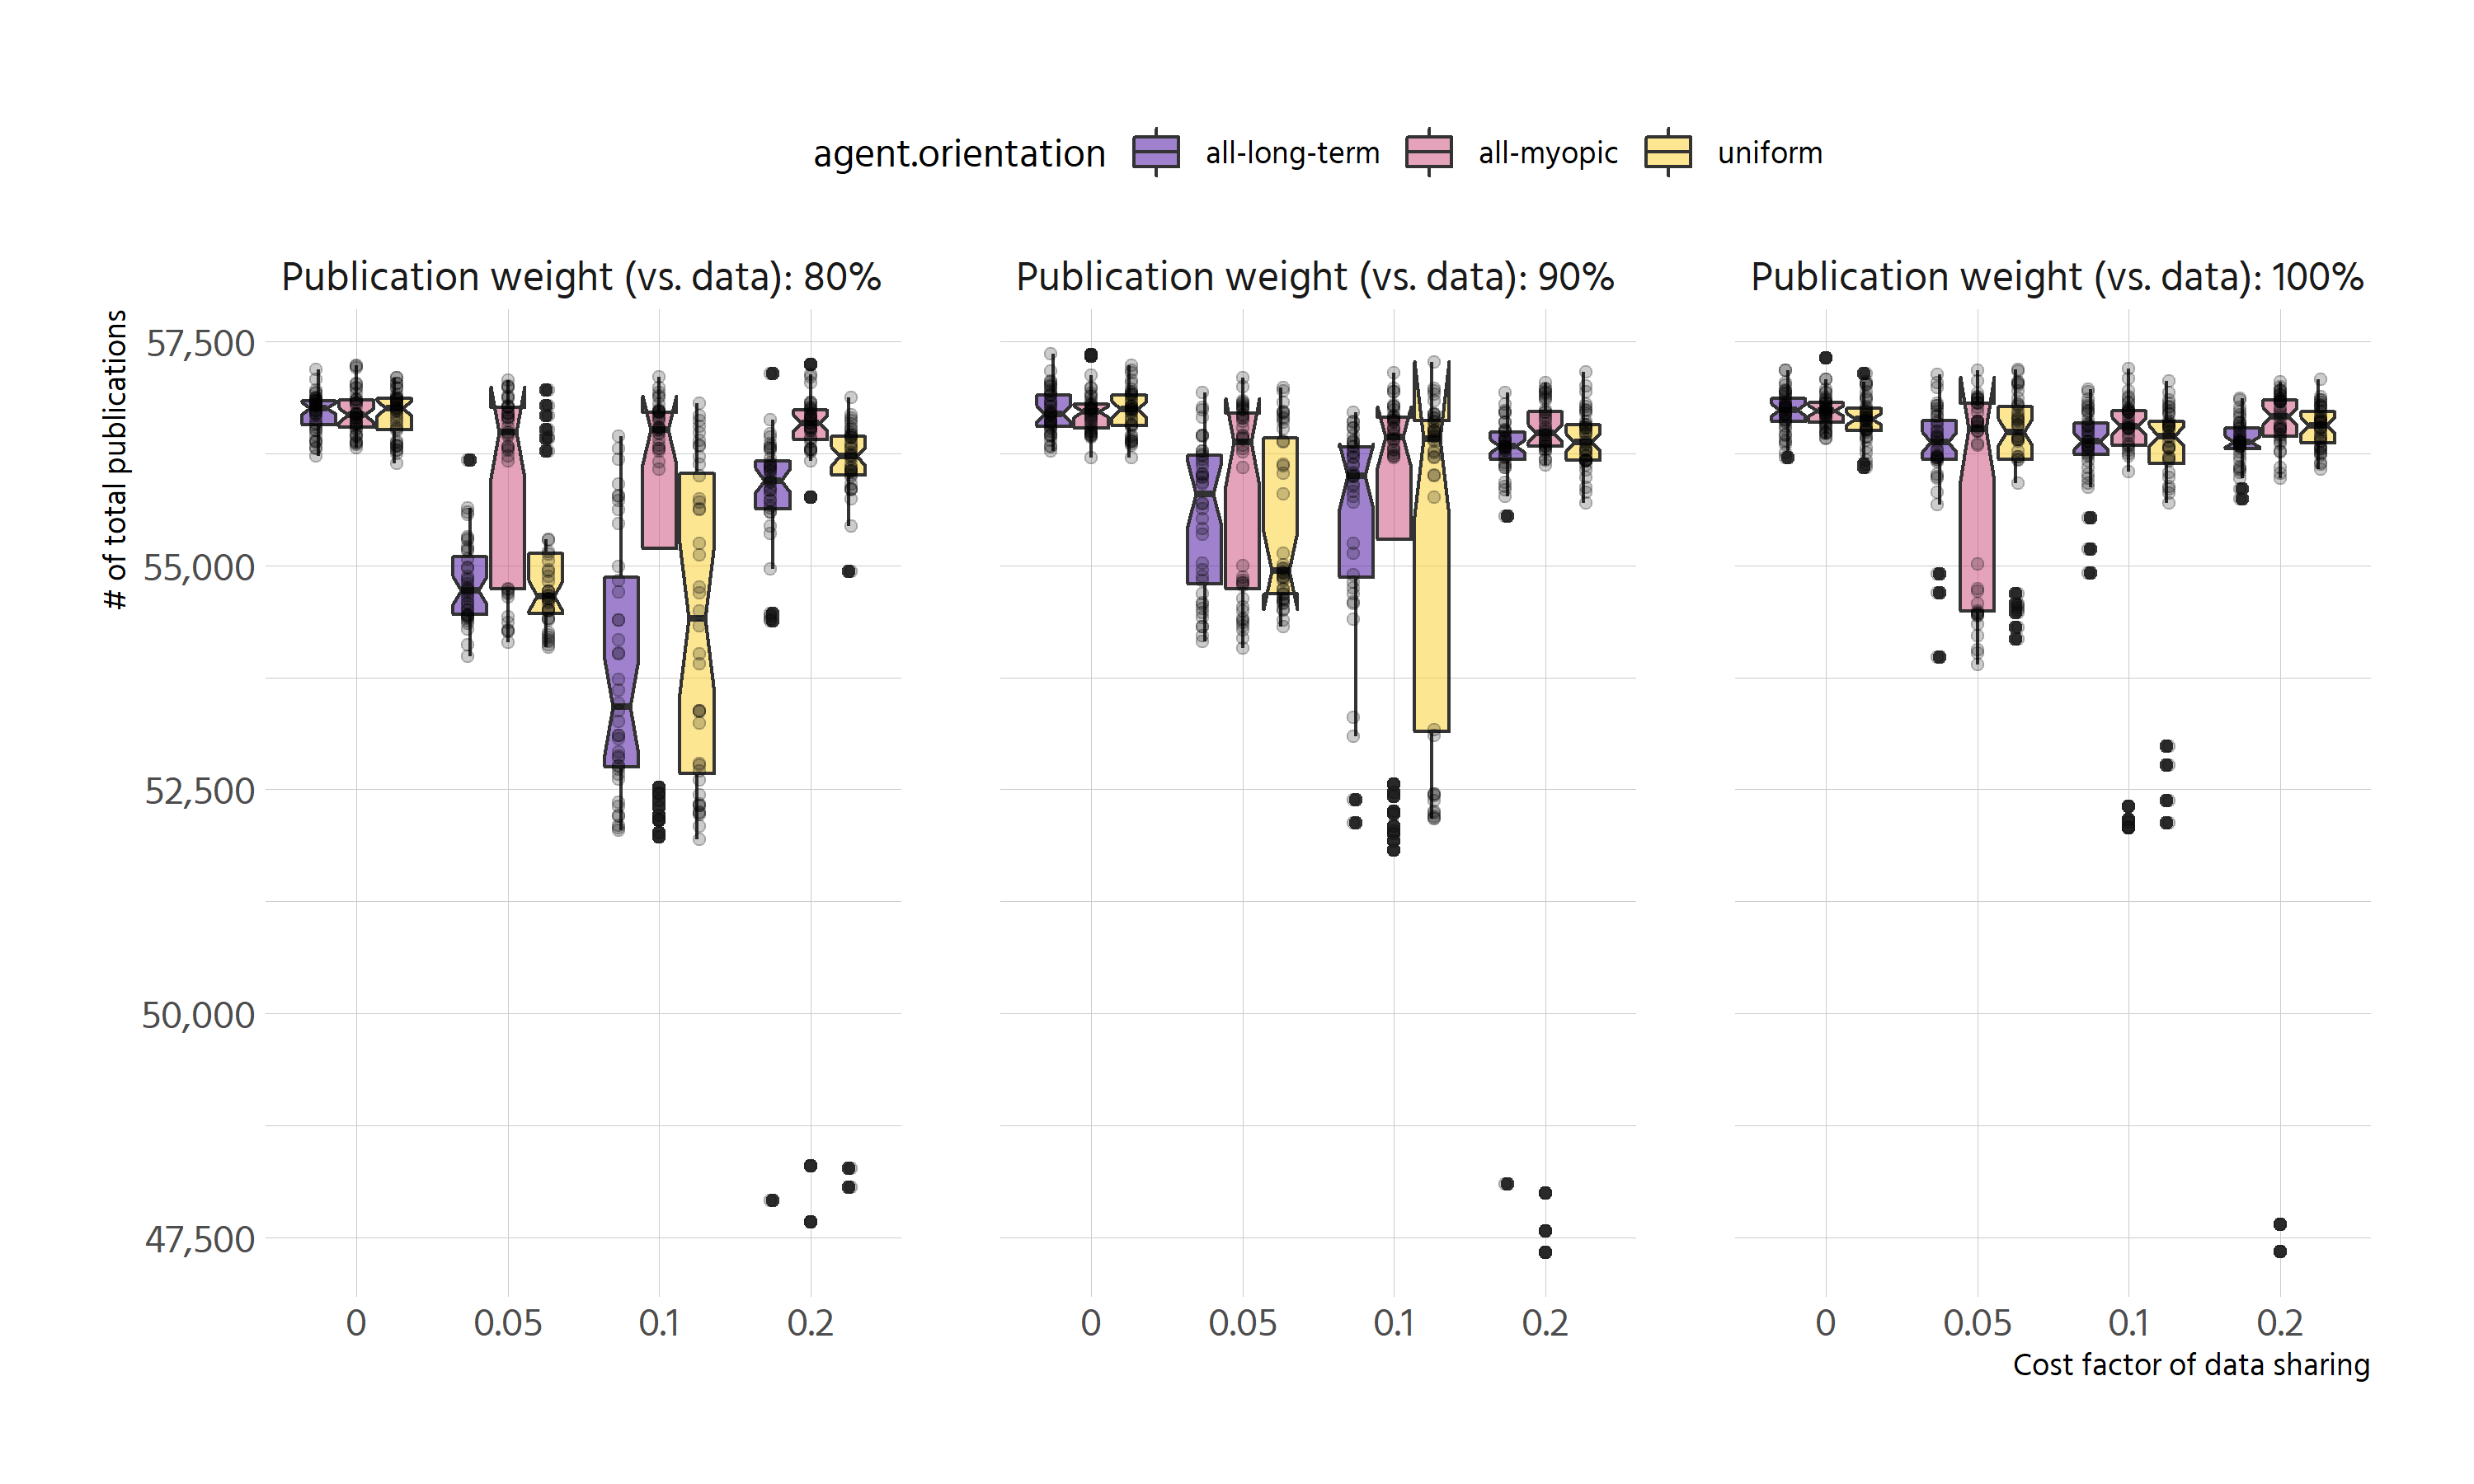 agent.orientation all-long-term all-myopic uniform
Publication weight (vs. data): 80% Publication weight (vs. data): 90% Publication weight (vs. data): 100%
# of total publications
57,500
55,000
52,500
50,000
47,500
0 0.05 0.1 0.2 0 0.05 0.1 0.2 0 0.05 0.1 0.2
Cost factor of data sharing